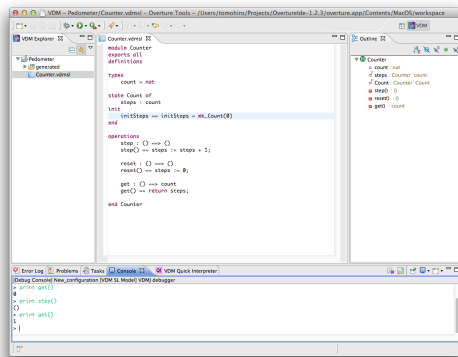 VDM – Pedometer/Counter.vdmsl – Overture Tools – /Users/tomohiro/Projects/OvertureIde-1.2.3/overture.app/Contents/MacOS/workspace
VDM
VDM Explorer
Pedometer
generated
Counter.vdmsl
Counter.vdmsl
module Counter
exports all
definitions
types
count = nat
state Count of
steps : count
init
initSteps == initSteps = mk_Count(0)
end
operations
step : () ==> ()
step() == steps := steps + 1;
reset : () ==> ()
reset() == steps := 0;
get : () ==> count
get() == return steps;
end Counter
Outline
Counter
count : nat
steps : Counter`count
Count : Counter`Count
step() : ()
reset() : ()
get() : count
Error Log
Problems
Tasks
Console
VDM Quick Interpreter
[Debug Console] New_configuration [VDM SL Model] VDMJ debugger
> print get()
0
> print step()
()
> print get()
1
>